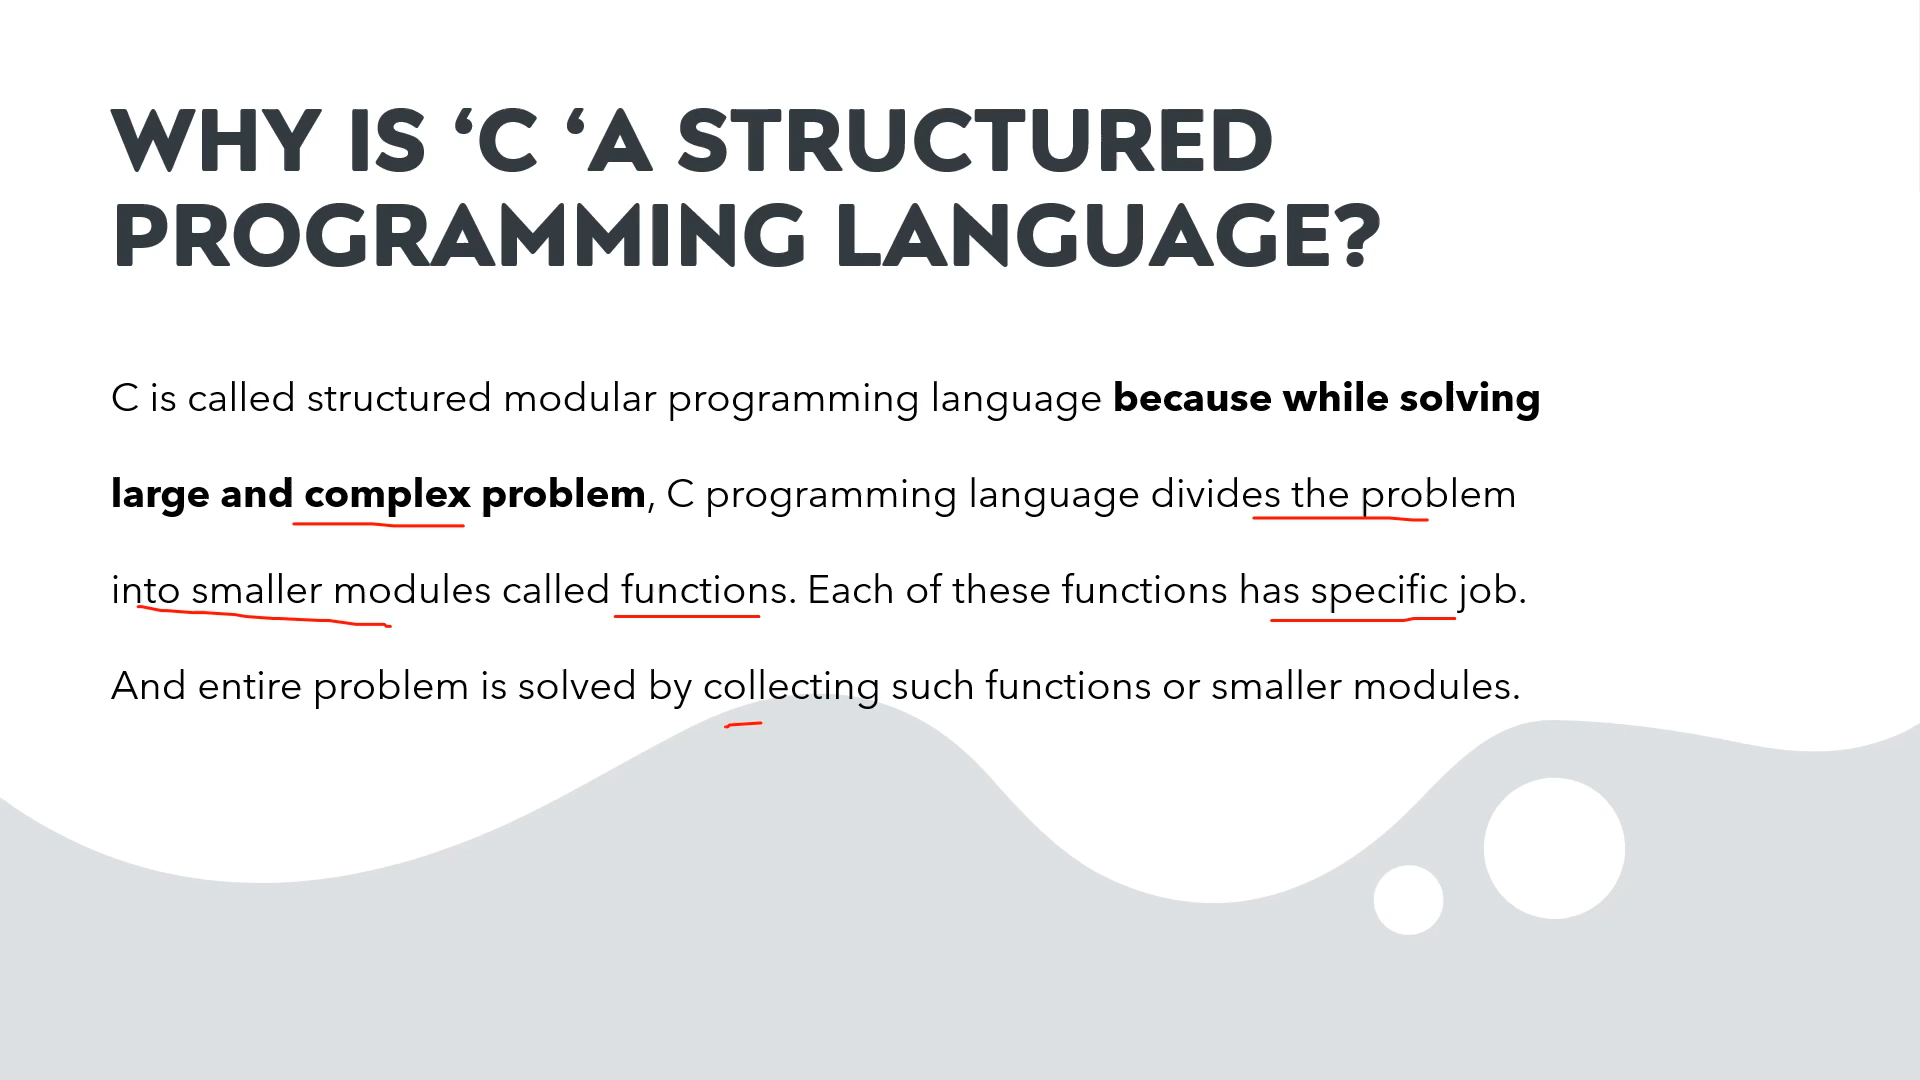 WHY IS ‘C ‘A STRUCTURED
PROGRAMMING LANGUAGE?
C is called structured modular programming language because while solving
large and complex problem, C programming language divides the problem
into smaller modules called functions. Each of these functions has specific job.
And entire problem is solved by collecting such functions or smaller modules.